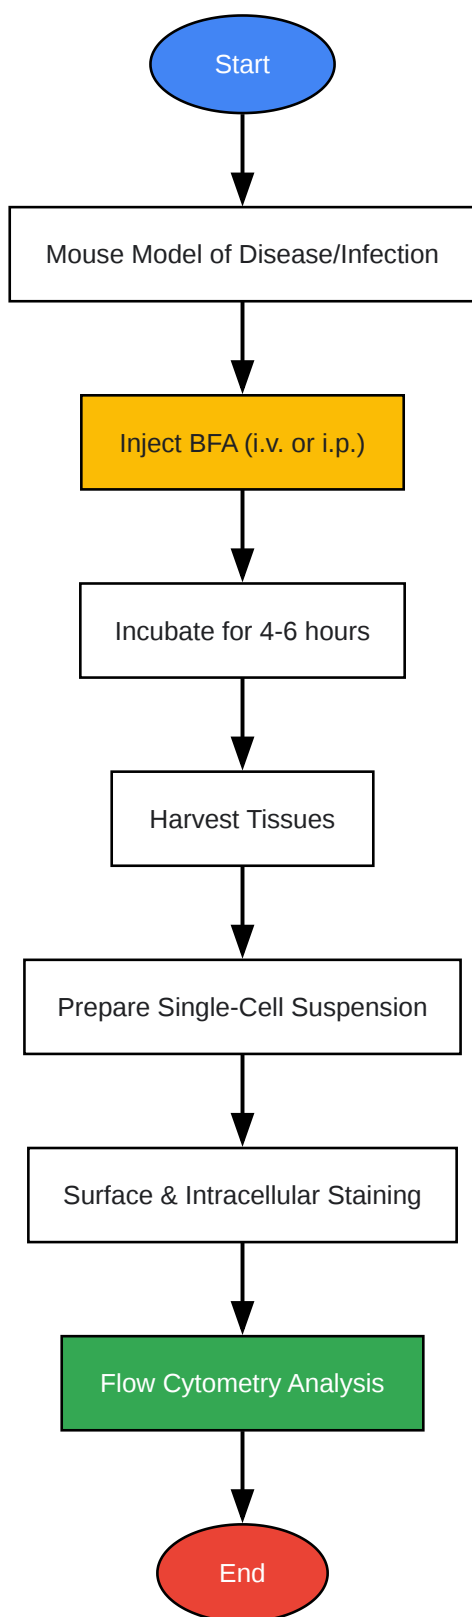 Start
Mouse Model of Disease/Infection
Inject BFA (i.v. or i.p.)
Incubate for 4-6 hours
Harvest Tissues
Prepare Single-Cell Suspension
Surface & Intracellular Staining
Flow Cytometry Analysis
End